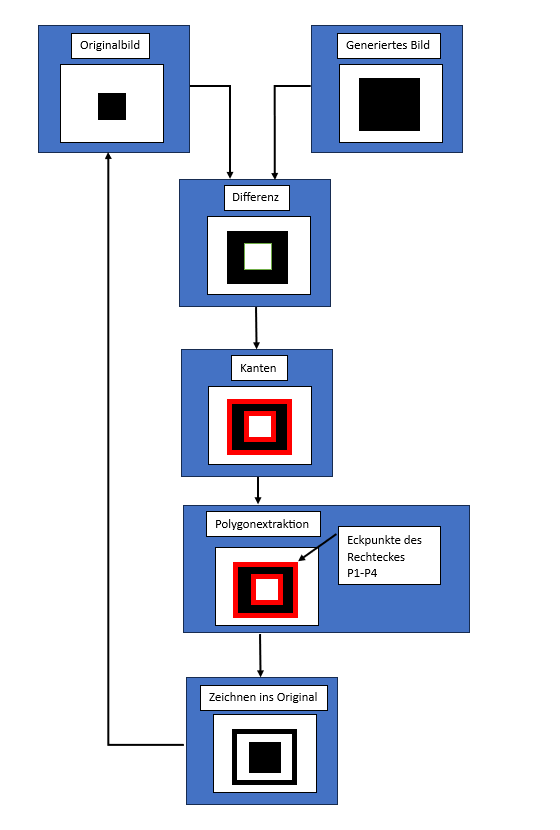 Originalbild
Generiertes Bild
Differenz
Kanten
Polygonextraktion
Eckpunkte des
Rechteckes
P1-P4
Zeichnen ins Original